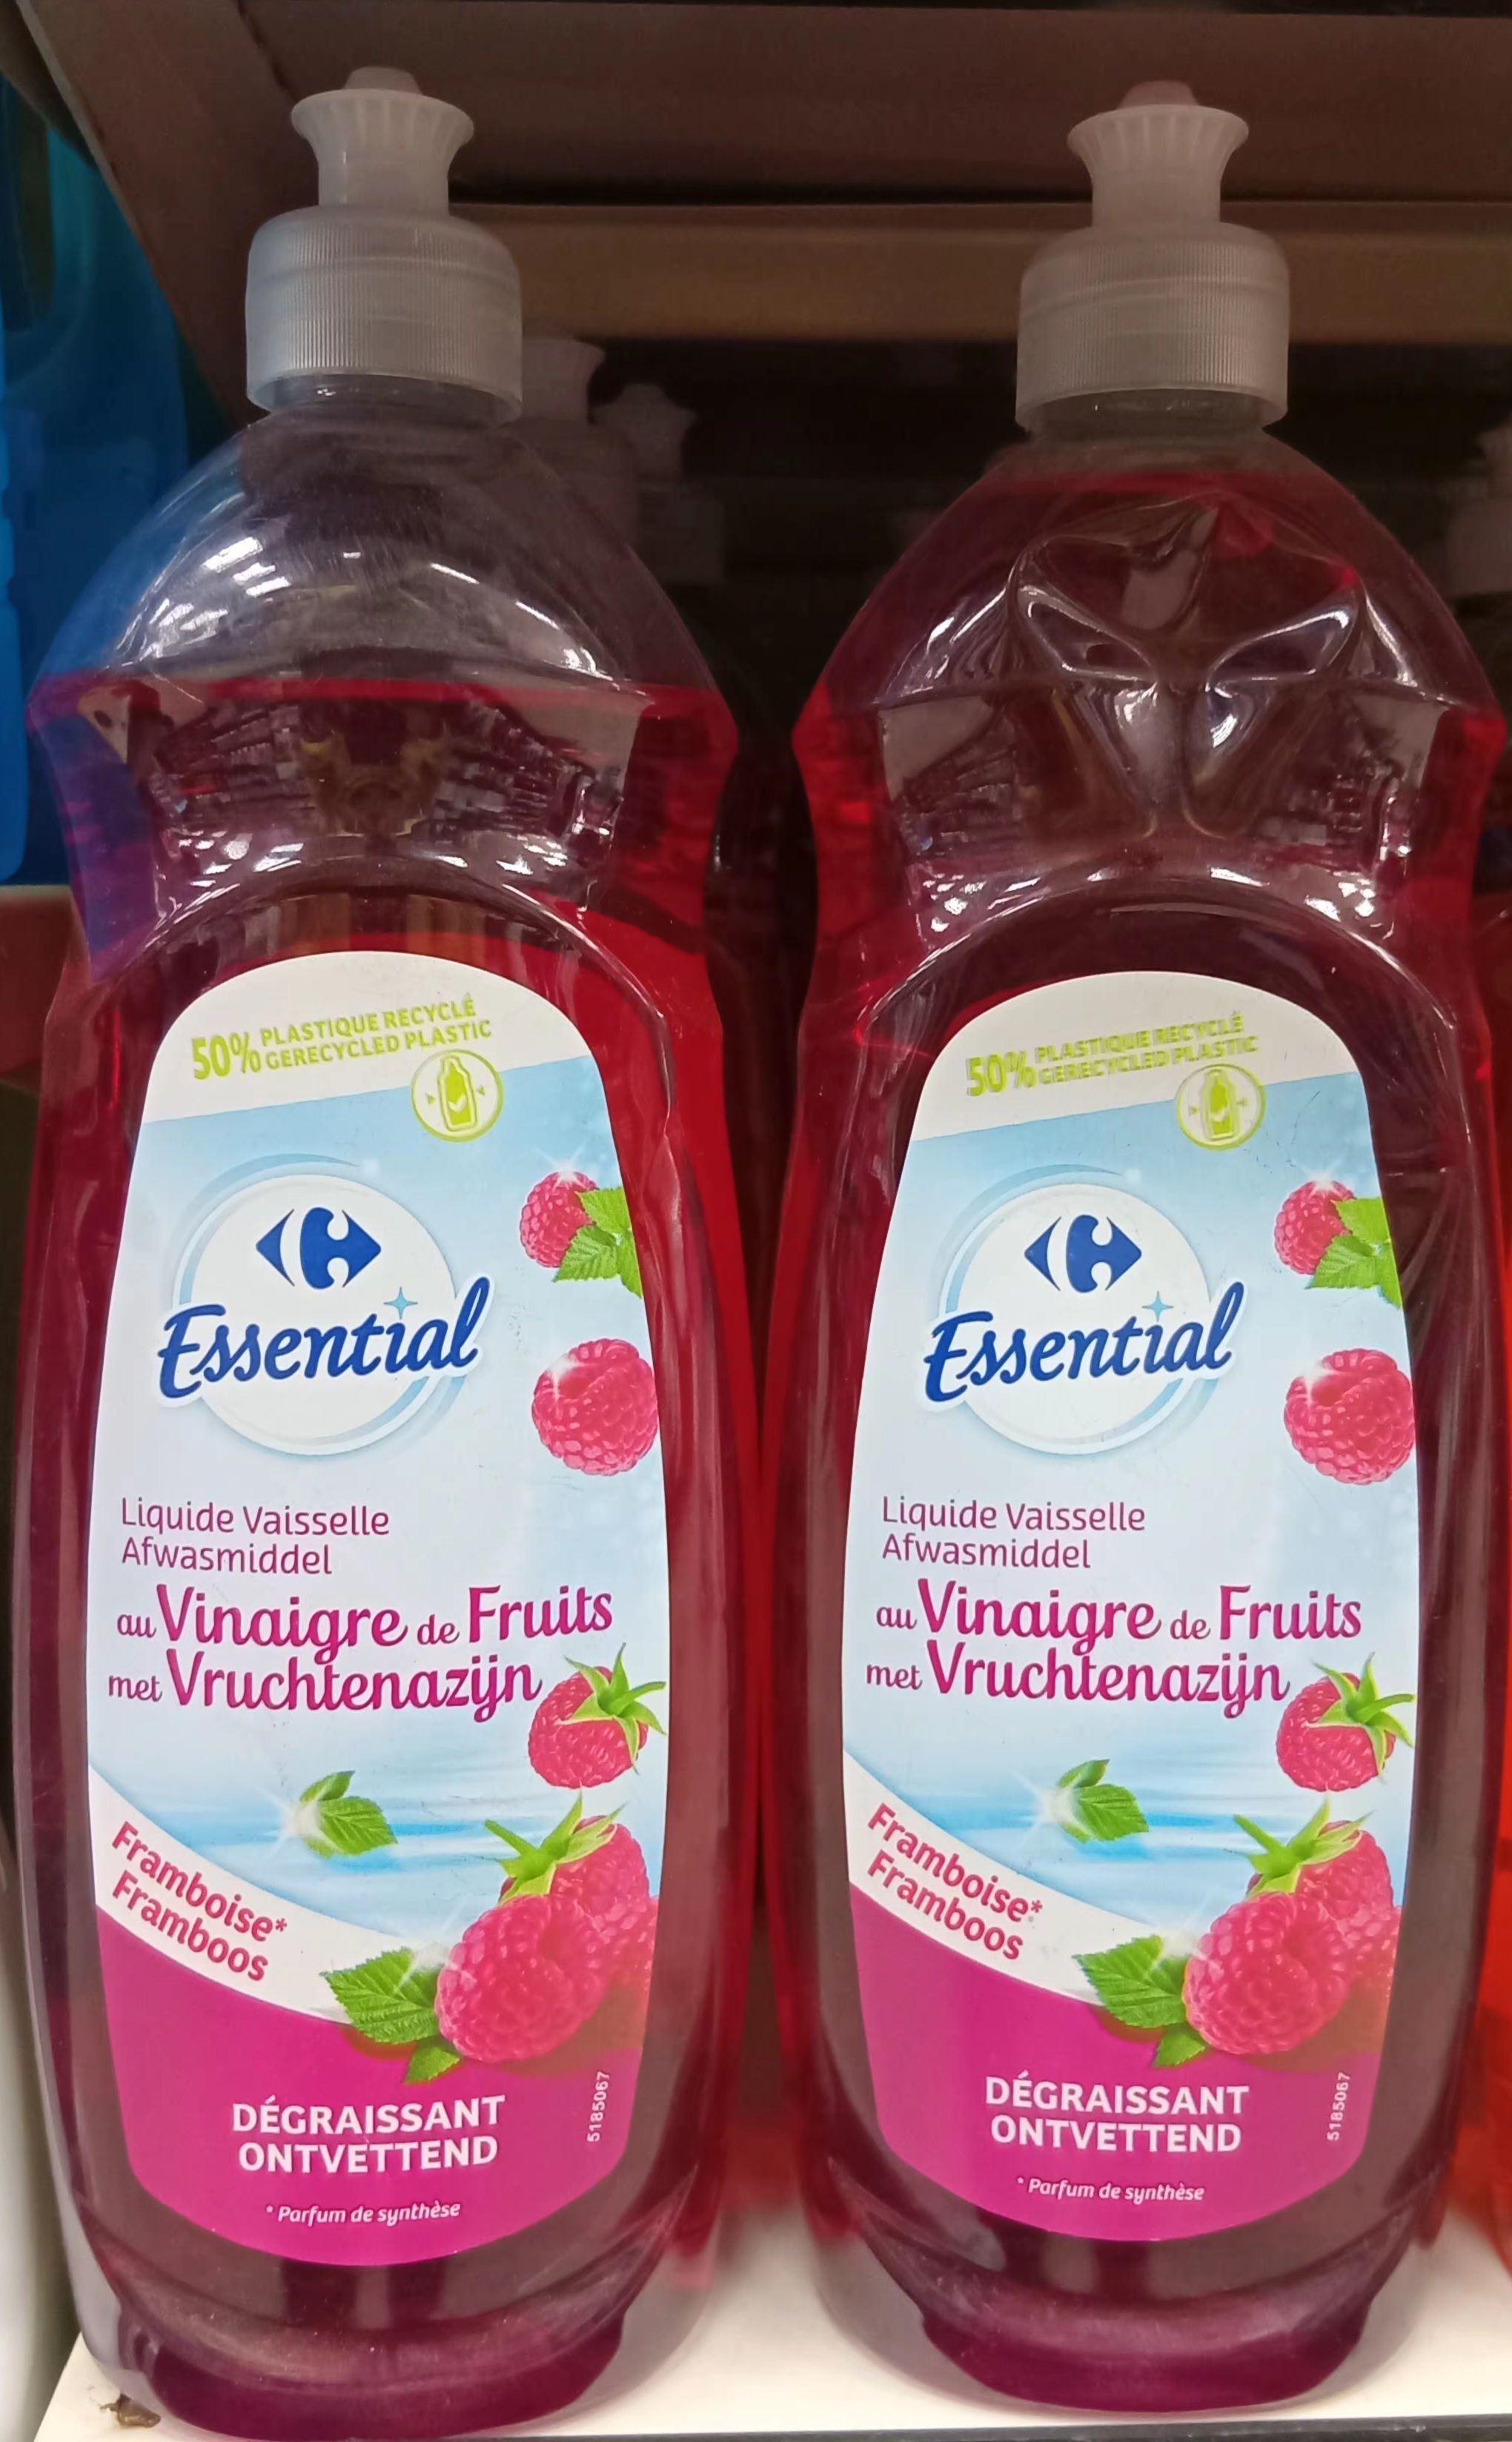 50% PLASTIQUE RECYCLÉ
GERECYCLED PLASTIC
Essential
Liquide Vaisselle
Afwasmiddel
au Vinaigre de Fruits
met Vruchtenazijn
Framboise*
Framboos
DÉGRAISSANT
ONTVETTEND
5185067
* Parfum de synthèse
50% PLASTIQUE RECYCLÉ
GERECYCLED PLASTIC
Essential
Liquide Vaisselle
Afwasmiddel
au Vinaigre de Fruits
met Vruchtenazijn
Framboise*
Framboos
DÉGRAISSANT
ONTVETTEND
5185067
* Parfum de synthèse